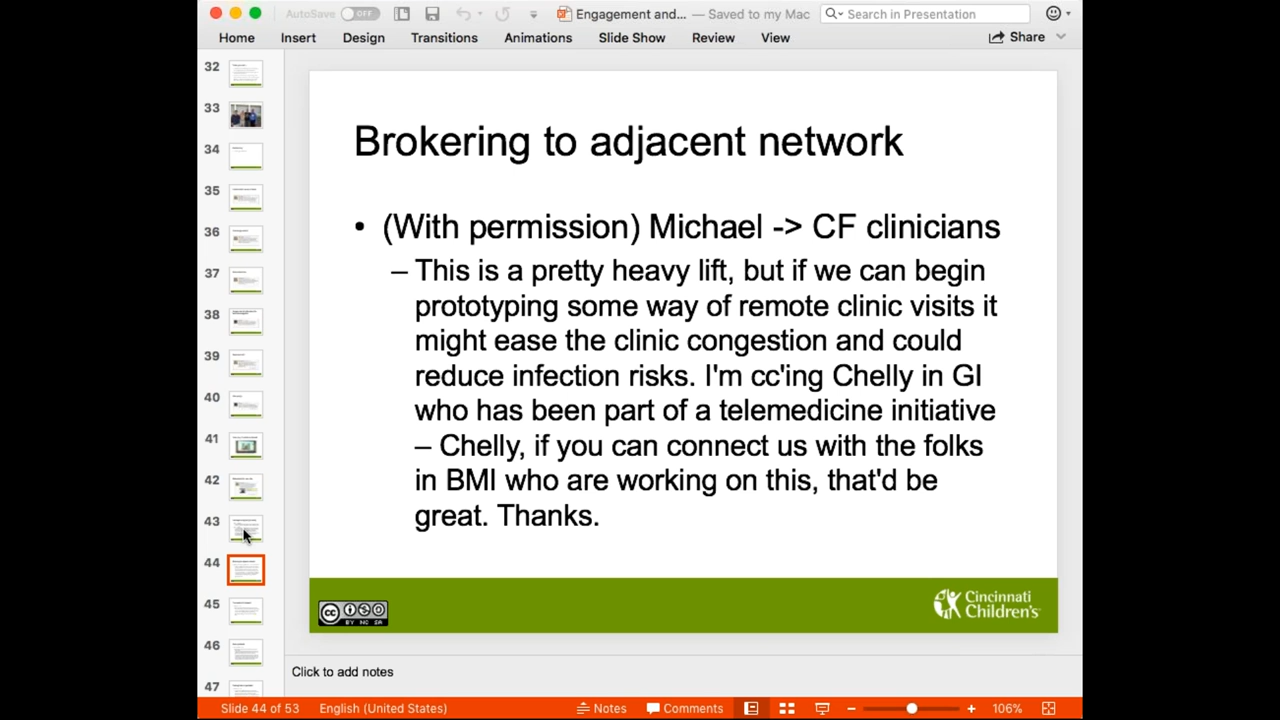 AutoSave OFF Engagement and... — Saved to my Mac Search in Presentation
Home Insert Design Transitions Animations Slide Show Review View Share
32
33
34
35
36
37
38
39
40
41
42
43
44
45
46
47
Brokering to adjacent network
• (With permission) Michael -> CF clinicians
– This is a pretty heavy lift, but if we can begin
prototyping some way of remote clinic visits it
might ease the clinic congestion and could
reduce infection risks. I'm cc'ing Chelly in GI
who has been part of a telemedicine initiative
– Chelly, if you can connect us with the folks
in BMI who are working on this, that'd be
great. Thanks.
cc BY NC SA
Cincinnati
Children's
Click to add notes
Slide 44 of 53 English (United States) Notes Comments 106%